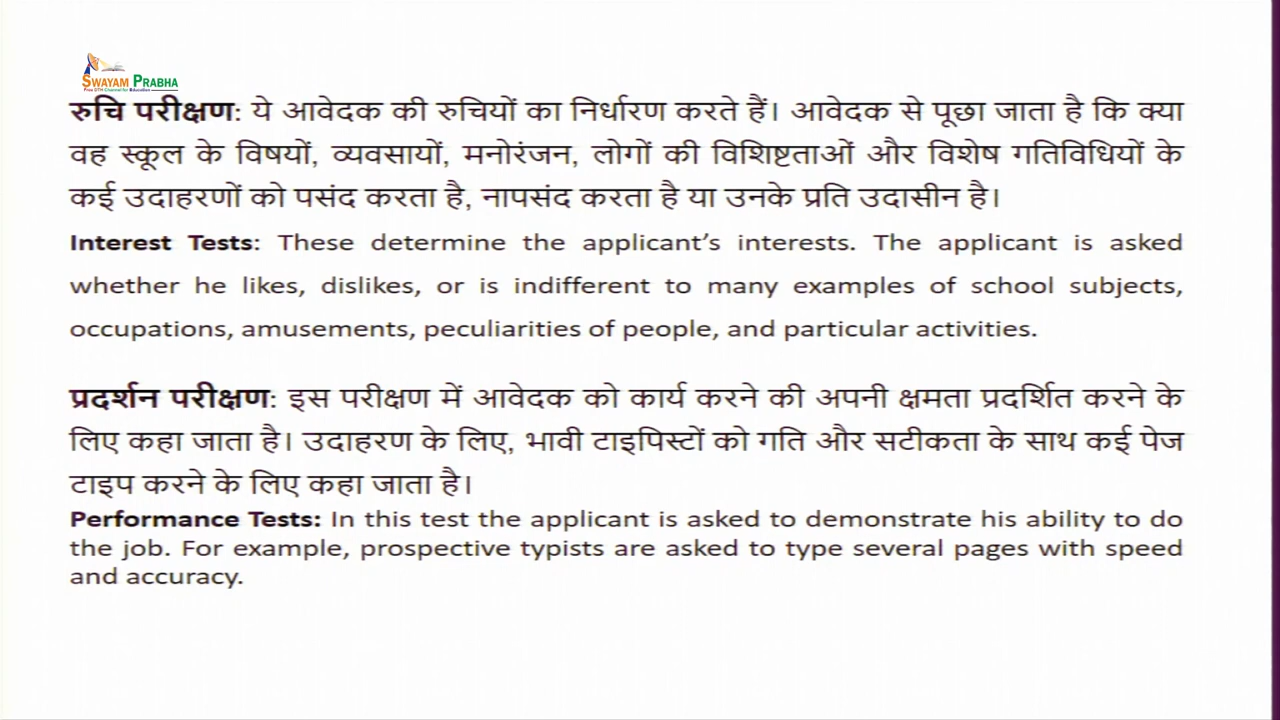 SWAYAM PRABHA
Free DTH Channel for Education
रुचि परीक्षण: ये आवेदक की रुचियों का निर्धारण करते हैं। आवेदक से पूछा जाता है कि क्या
वह स्कूल के विषयों, व्यवसायों, मनोरंजन, लोगों की विशिष्टताओं और विशेष गतिविधियों के
कई उदाहरणों को पसंद करता है, नापसंद करता है या उनके प्रति उदासीन है।
Interest Tests: These determine the applicant’s interests. The applicant is asked
whether he likes, dislikes, or is indifferent to many examples of school subjects,
occupations, amusements, peculiarities of people, and particular activities.
प्रदर्शन परीक्षण: इस परीक्षण में आवेदक को कार्य करने की अपनी क्षमता प्रदर्शित करने के
लिए कहा जाता है। उदाहरण के लिए, भावी टाइपिस्टों को गति और सटीकता के साथ कई पेज
टाइप करने के लिए कहा जाता है।
Performance Tests: In this test the applicant is asked to demonstrate his ability to do
the job. For example, prospective typists are asked to type several pages with speed
and accuracy.